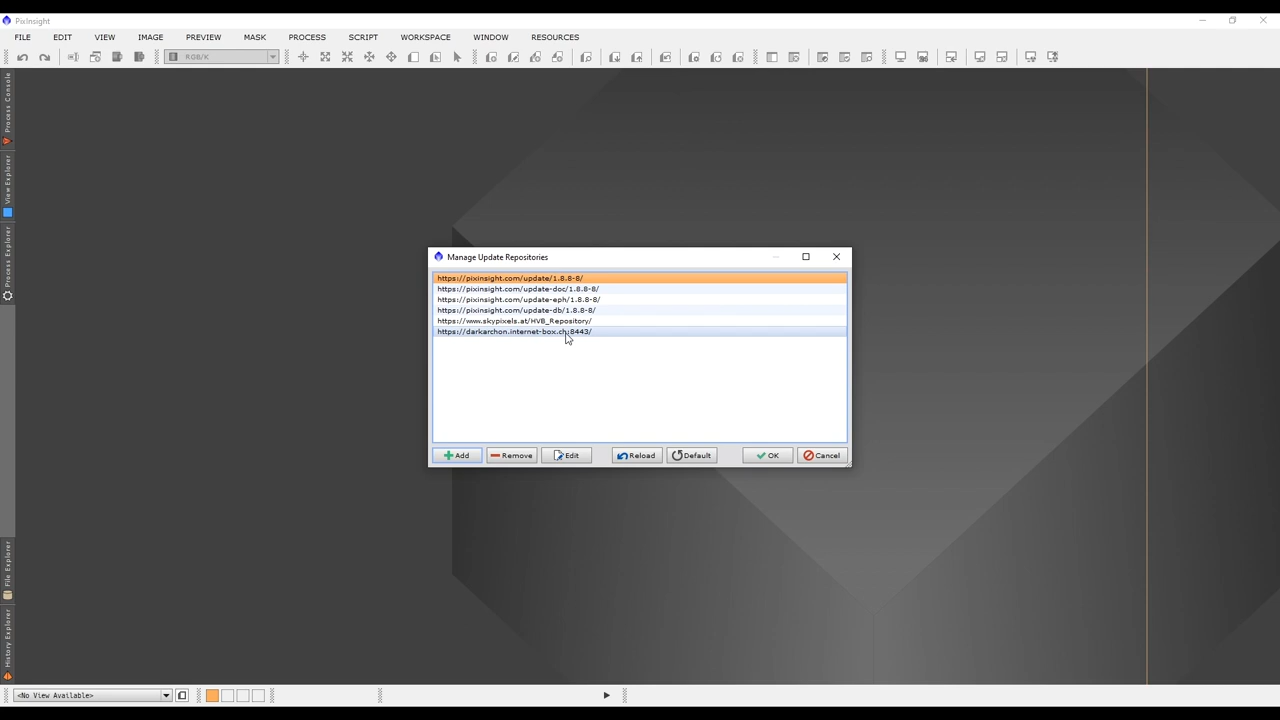 PixInsight
FILE EDIT VIEW IMAGE PREVIEW MASK PROCESS SCRIPT WORKSPACE WINDOW RESOURCES
RGB/K
Process Console
View Explorer
Process Explorer
File Explorer
History Explorer
Manage Update Repositories
https://pixinsight.com/update/1.8.8-8/
https://pixinsight.com/update-doc/1.8.8-8/
https://pixinsight.com/update-eph/1.8.8-8/
https://pixinsight.com/update-db/1.8.8-8/
https://www.skypixels.at/HVB_Repository/
https://darkarchon.internet-box.ch:8443/
Add Remove Edit Reload Default OK Cancel
<No View Available>